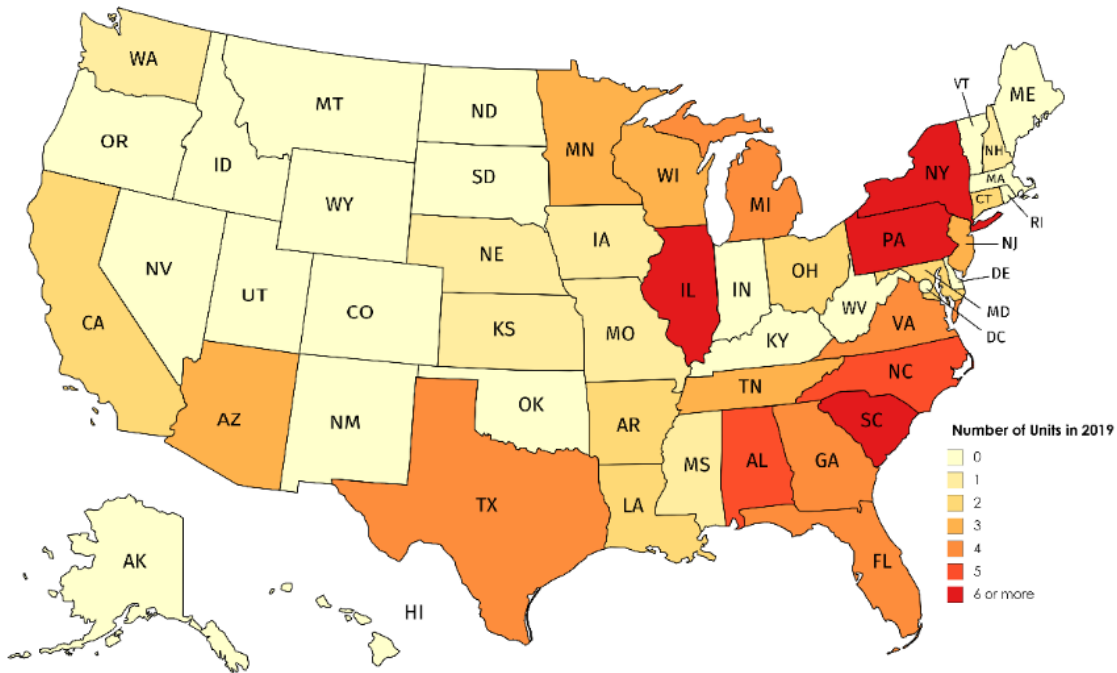 WA
MT
ND
VT
ME
OR
MN
ID
SD
WI
NH
NY
MA
WY
MI
CT
RI
IA
PA
NJ
NE
NV
OH
DE
UT
IL
IN
CA
CO
WV
MD
KS
MO
VA
DC
KY
NC
TN
AZ
OK
NM
AR
SC
Number of Units in 2019
0
MS
AL
GA
1
2
TX
LA
3
4
AK
FL
5
6 or more
HI